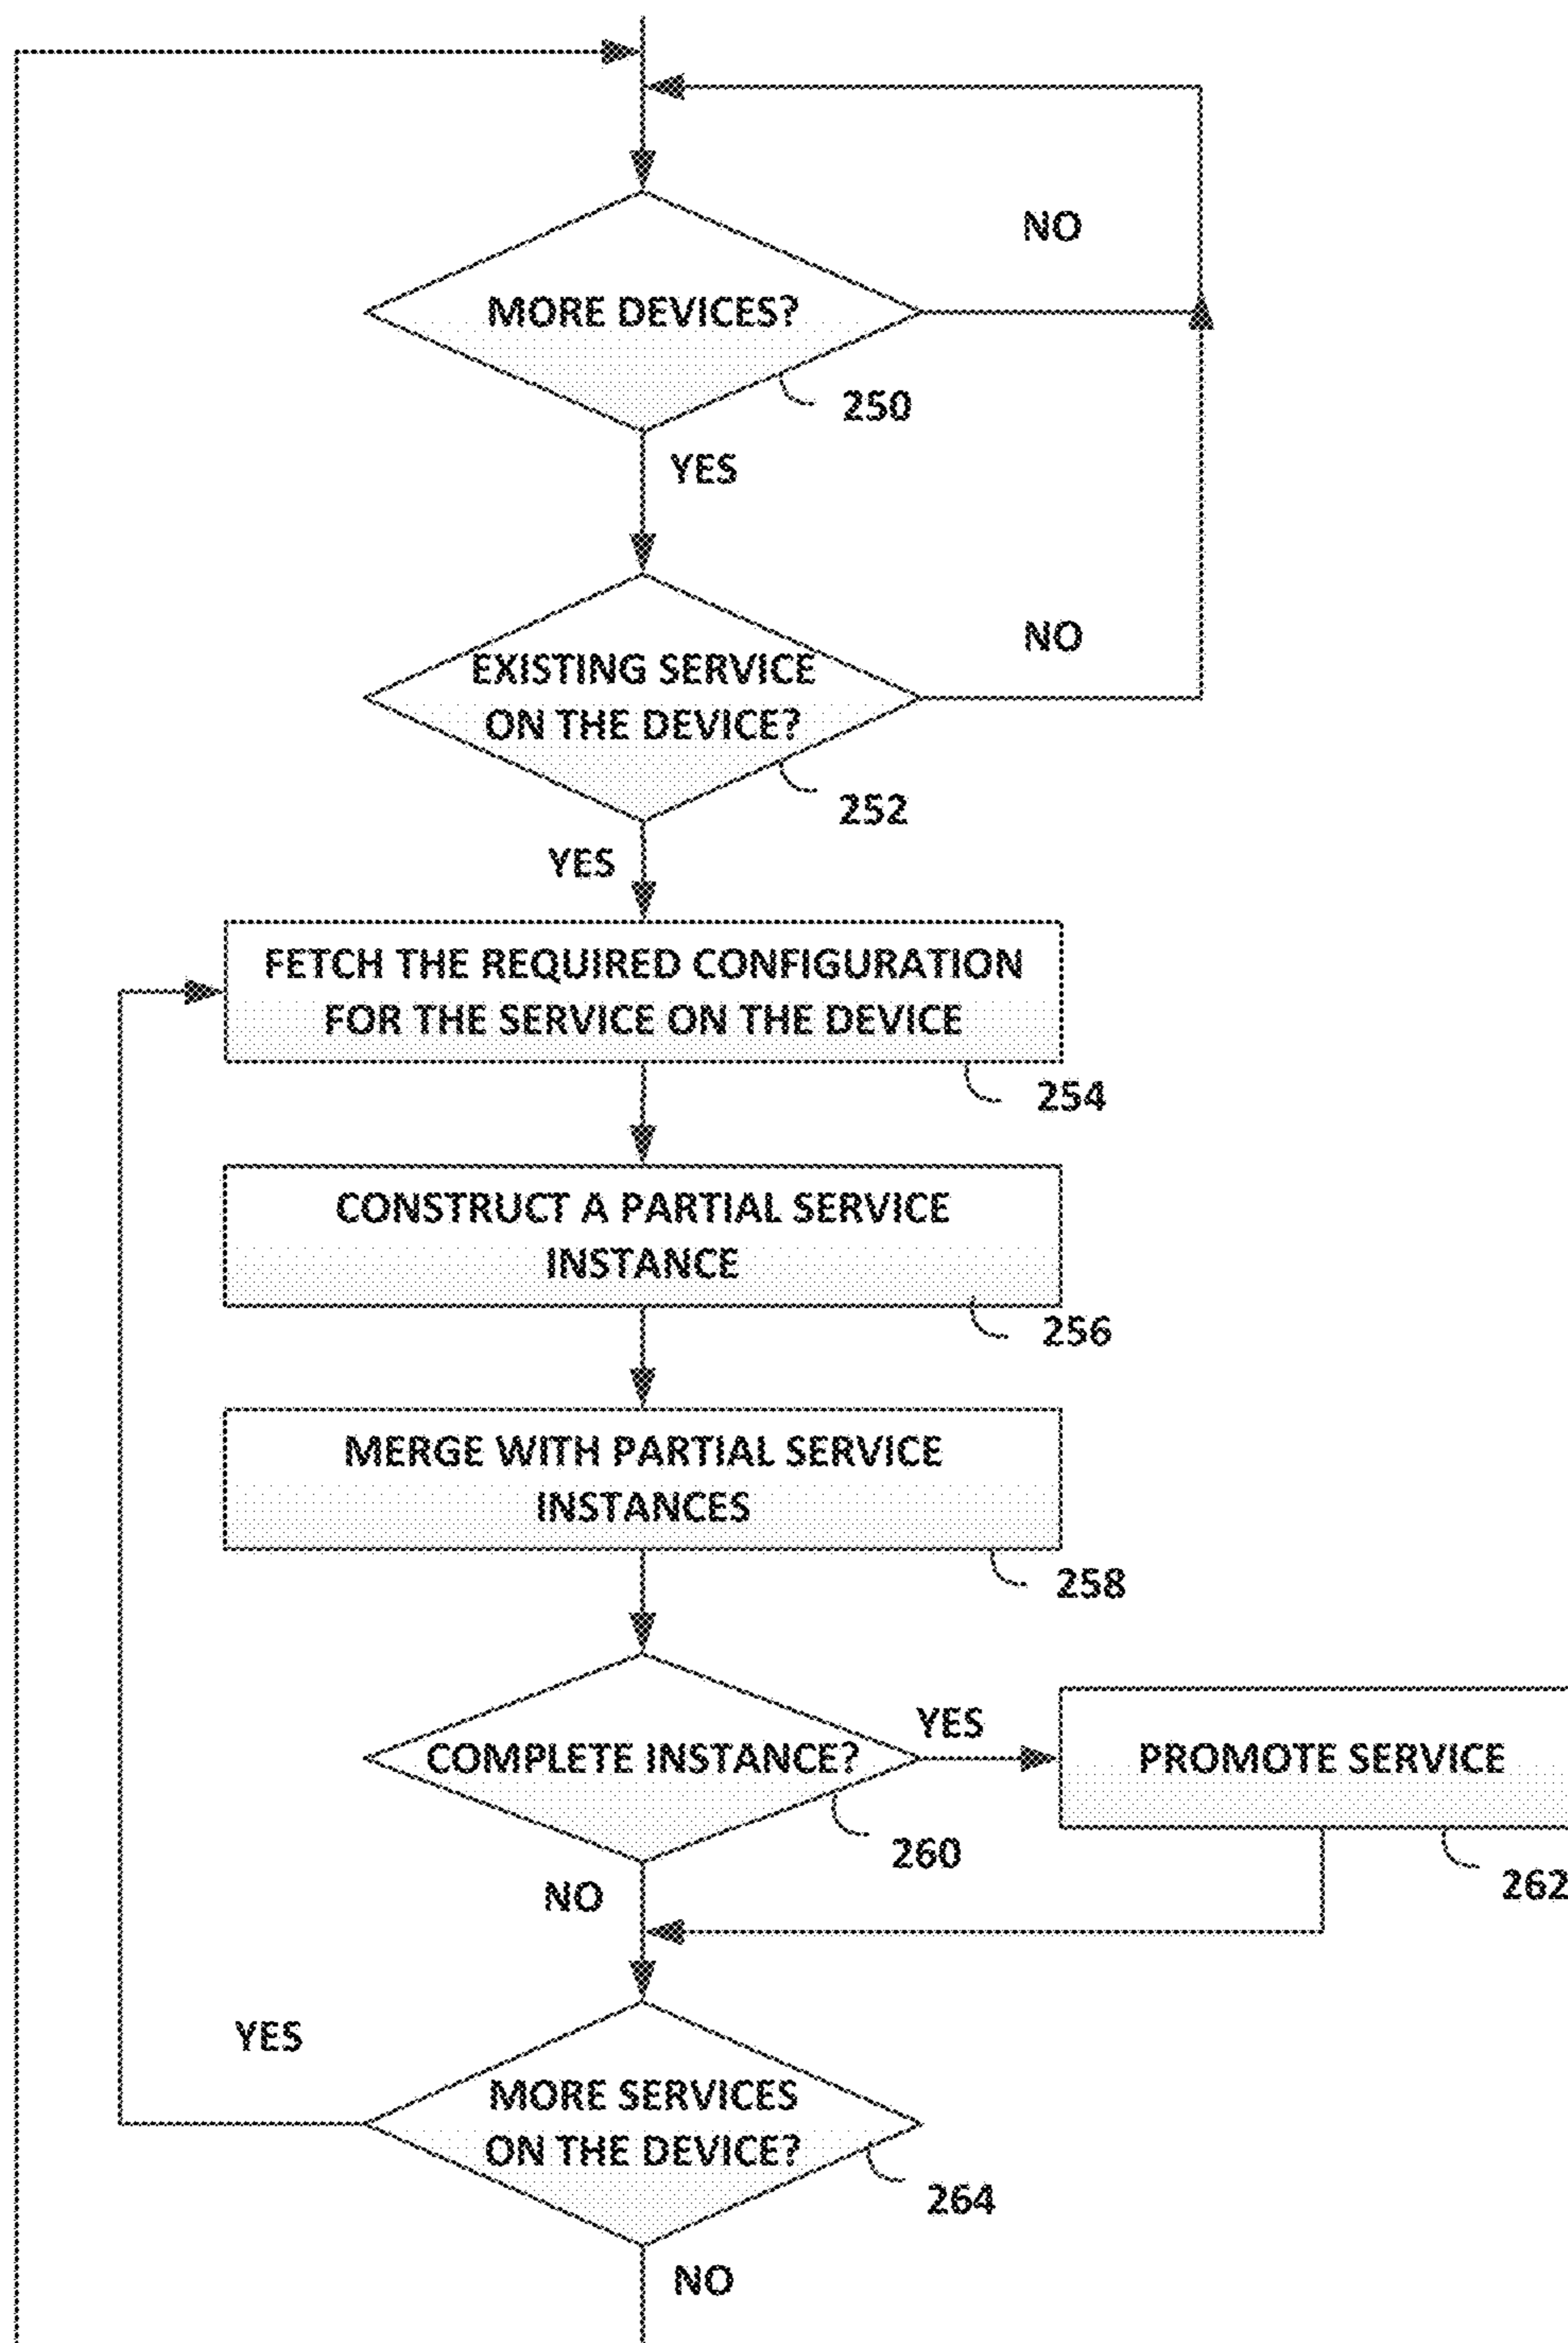 NO
MORE DEVICES?
250
YES
NO
EXISTING SERVICE
ON THE DEVICE?
252
YES
FETCH THE REQUIRED CONFIGURATION
FOR THE SERVICE ON THE DEVICE
254
CONSTRUCT A PARTIAL SERVICE
INSTANCE
256
MERGE WITH PARTIAL SERVICE
INSTANCES
258
YES
COMPLETE INSTANCE?
PROMOTE SERVICE
260
262
NO
YES
MORE SERVICES
ON THE DEVICE?
264
NO